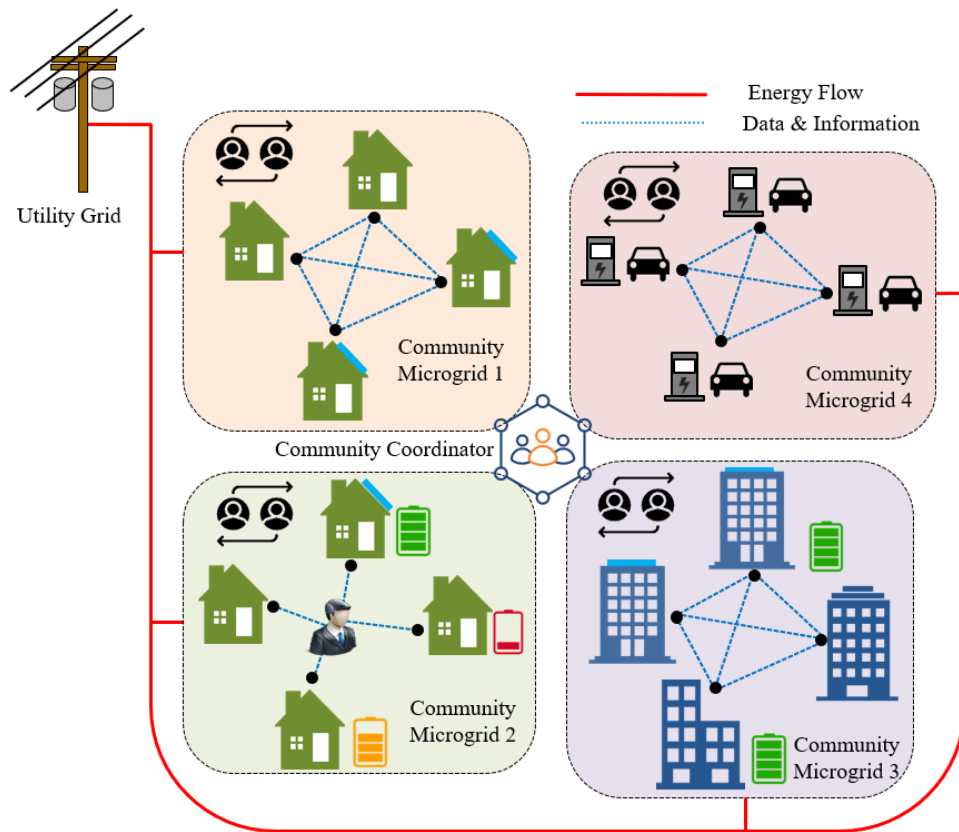 Energy Flow
Data & Information
Utility Grid
Community
Microgrid 1
Community
Microgrid 4
Community Coordinator
Community
Microgrid 2
Community
Microgrid 3